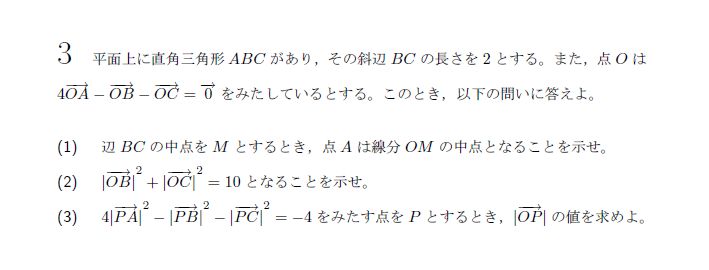 3 平面上に直角三角形 $ABC$ があり，その斜辺 $BC$ の長さを 2 とする。また，点 $O$ は
$4\overrightarrow{OA} - \overrightarrow{OB} - \overrightarrow{OC} = \overrightarrow{0}$ をみたしているとする。このとき，以下の問いに答えよ。
(1) 辺 $BC$ の中点を $M$ とするとき，点 $A$ は線分 $OM$ の中点となることを示せ。
(2) $|\overrightarrow{OB}|^2 + |\overrightarrow{OC}|^2 = 10$ となることを示せ。
(3) $4|\overrightarrow{PA}|^2 - |\overrightarrow{PB}|^2 - |\overrightarrow{PC}|^2 = -4$ をみたす点を $P$ とするとき，$|\overrightarrow{OP}|$ の値を求めよ。